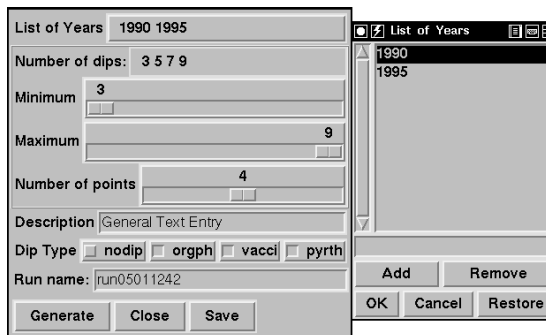 List of Years 1990 1995
Number of dips: 3 5 7 9
Minimum 3
Maximum 9
Number of points 4
Description General Text Entry
Dip Type nodip orgph vacci pyrth
Run name: run05011242
Generate Close Save
List of Years
1990
1995
Add Remove
OK Cancel Restore